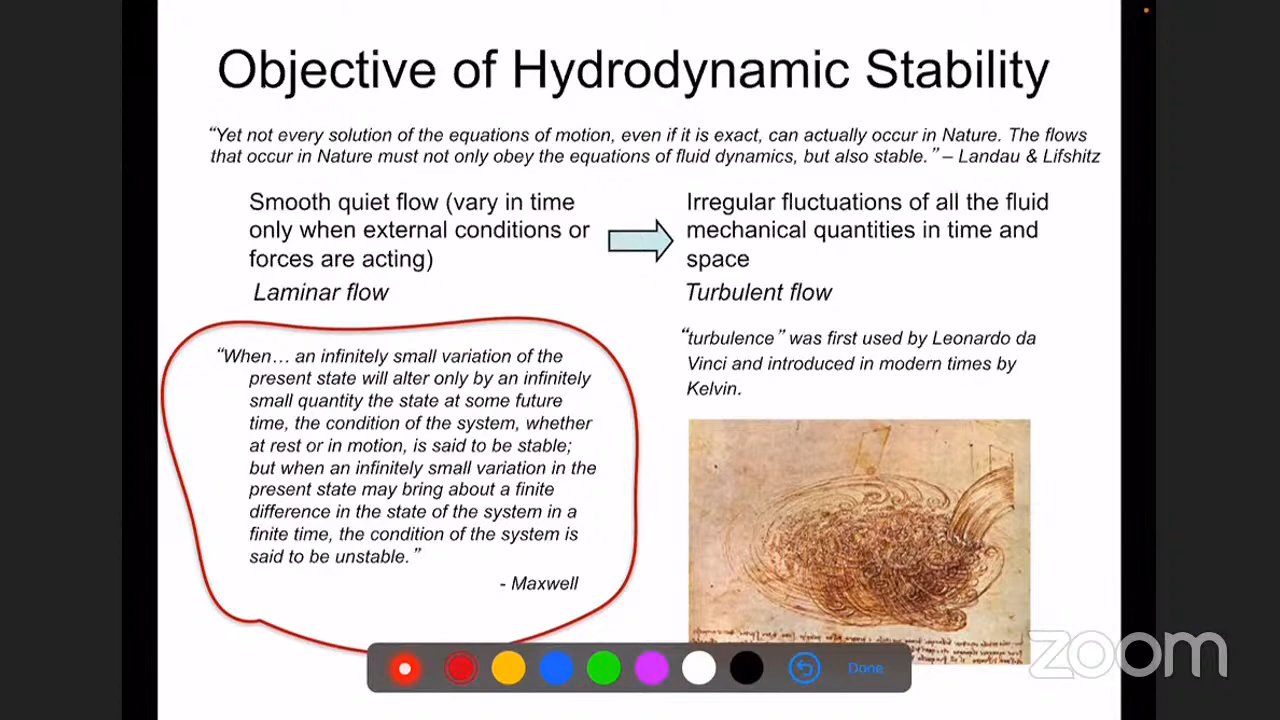 Objective of Hydrodynamic Stability
“Yet not every solution of the equations of motion, even if it is exact, can actually occur in Nature. The flows
that occur in Nature must not only obey the equations of fluid dynamics, but also stable.” – Landau & Lifshitz
Smooth quiet flow (vary in time
only when external conditions or
forces are acting)
Laminar flow
Irregular fluctuations of all the fluid
mechanical quantities in time and
space
Turbulent flow
“When… an infinitely small variation of the
present state will alter only by an infinitely
small quantity the state at some future
time, the condition of the system, whether
at rest or in motion, is said to be stable;
but when an infinitely small variation in the
present state may bring about a finite
difference in the state of the system in a
finite time, the condition of the system is
said to be unstable.”
- Maxwell
“turbulence” was first used by Leonardo da
Vinci and introduced in modern times by
Kelvin.
Done
zoom